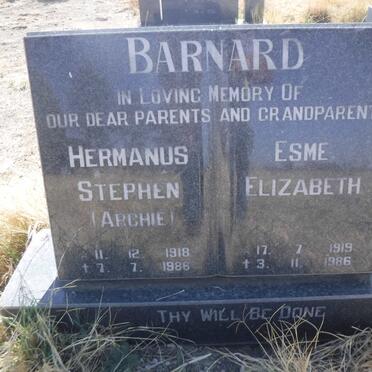 BARNARD
IN LOVING MEMORY OF
OUR DEAR PARENTS AND GRANDPARENT
HERMANUS
STEPHEN
(ARCHIE)
11. 12. 1918
+ 7. 7. 1986
ESME
ELIZABETH
17. 7. 1919
+ 3. 11. 1986
THY WILL BE DONE